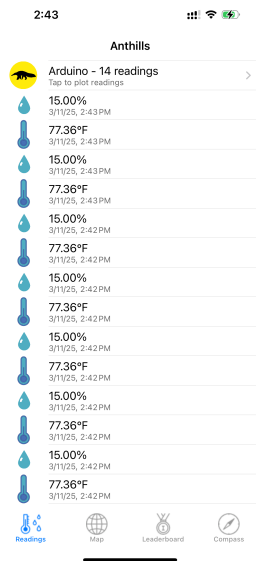 2:43
Anthills
Arduino - 14 readings
Tap to plot readings
15.00%
3/11/25, 2:43 PM
77.36°F
3/11/25, 2:43 PM
15.00%
3/11/25, 2:43 PM
77.36°F
3/11/25, 2:43 PM
15.00%
3/11/25, 2:42 PM
77.36°F
3/11/25, 2:42 PM
15.00%
3/11/25, 2:42 PM
77.36°F
3/11/25, 2:42 PM
15.00%
3/11/25, 2:42 PM
77.36°F
3/11/25, 2:42 PM
15.00%
3/11/25, 2:42 PM
77.36°F
3/11/25, 2:42 PM
15.00%
3/11/25, 2:42 PM
77.36°F
3/11/25, 2:42 PM
Readings
Map
Leaderboard
Compass